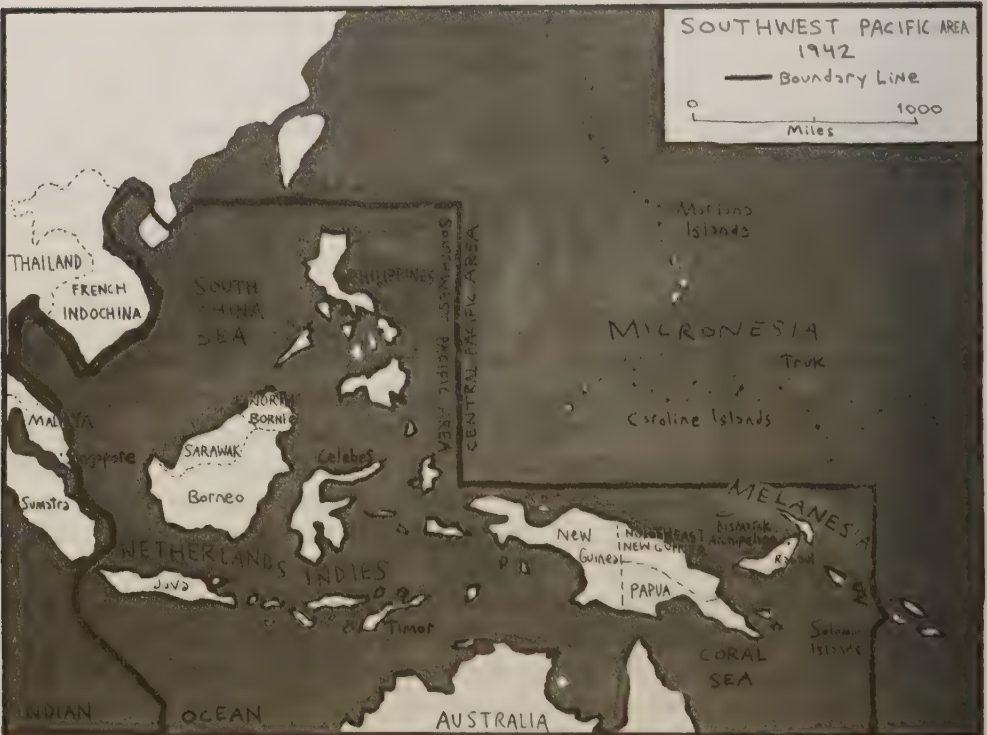 SOUTHWEST PACIFIC AREA
1942
Boundary Line
0
1000
Miles
Mariana
Islands
THAILAND
FRENCH
INDOCHINA
SOUTH
CHINA
SEA
PHILIPPINES
SOUTHWEST PACIFIC AREA
CENTRAL PACIFIC AREA
MICRONESIA
Truk
Caroline Islands
MALAYA
NORTH
BORNEO
SARAWAK
Borneo
Celebes
Sumatra
MELANESIA
NETHERLANDS INDIES
Java
Timor
New
Guinea
NORTHEAST
NEW GUINEA
PAPUA
Bismark
Archipelago
Rabaul
Solomon
Islands
CORAL
SEA
INDIAN OCEAN
AUSTRALIA